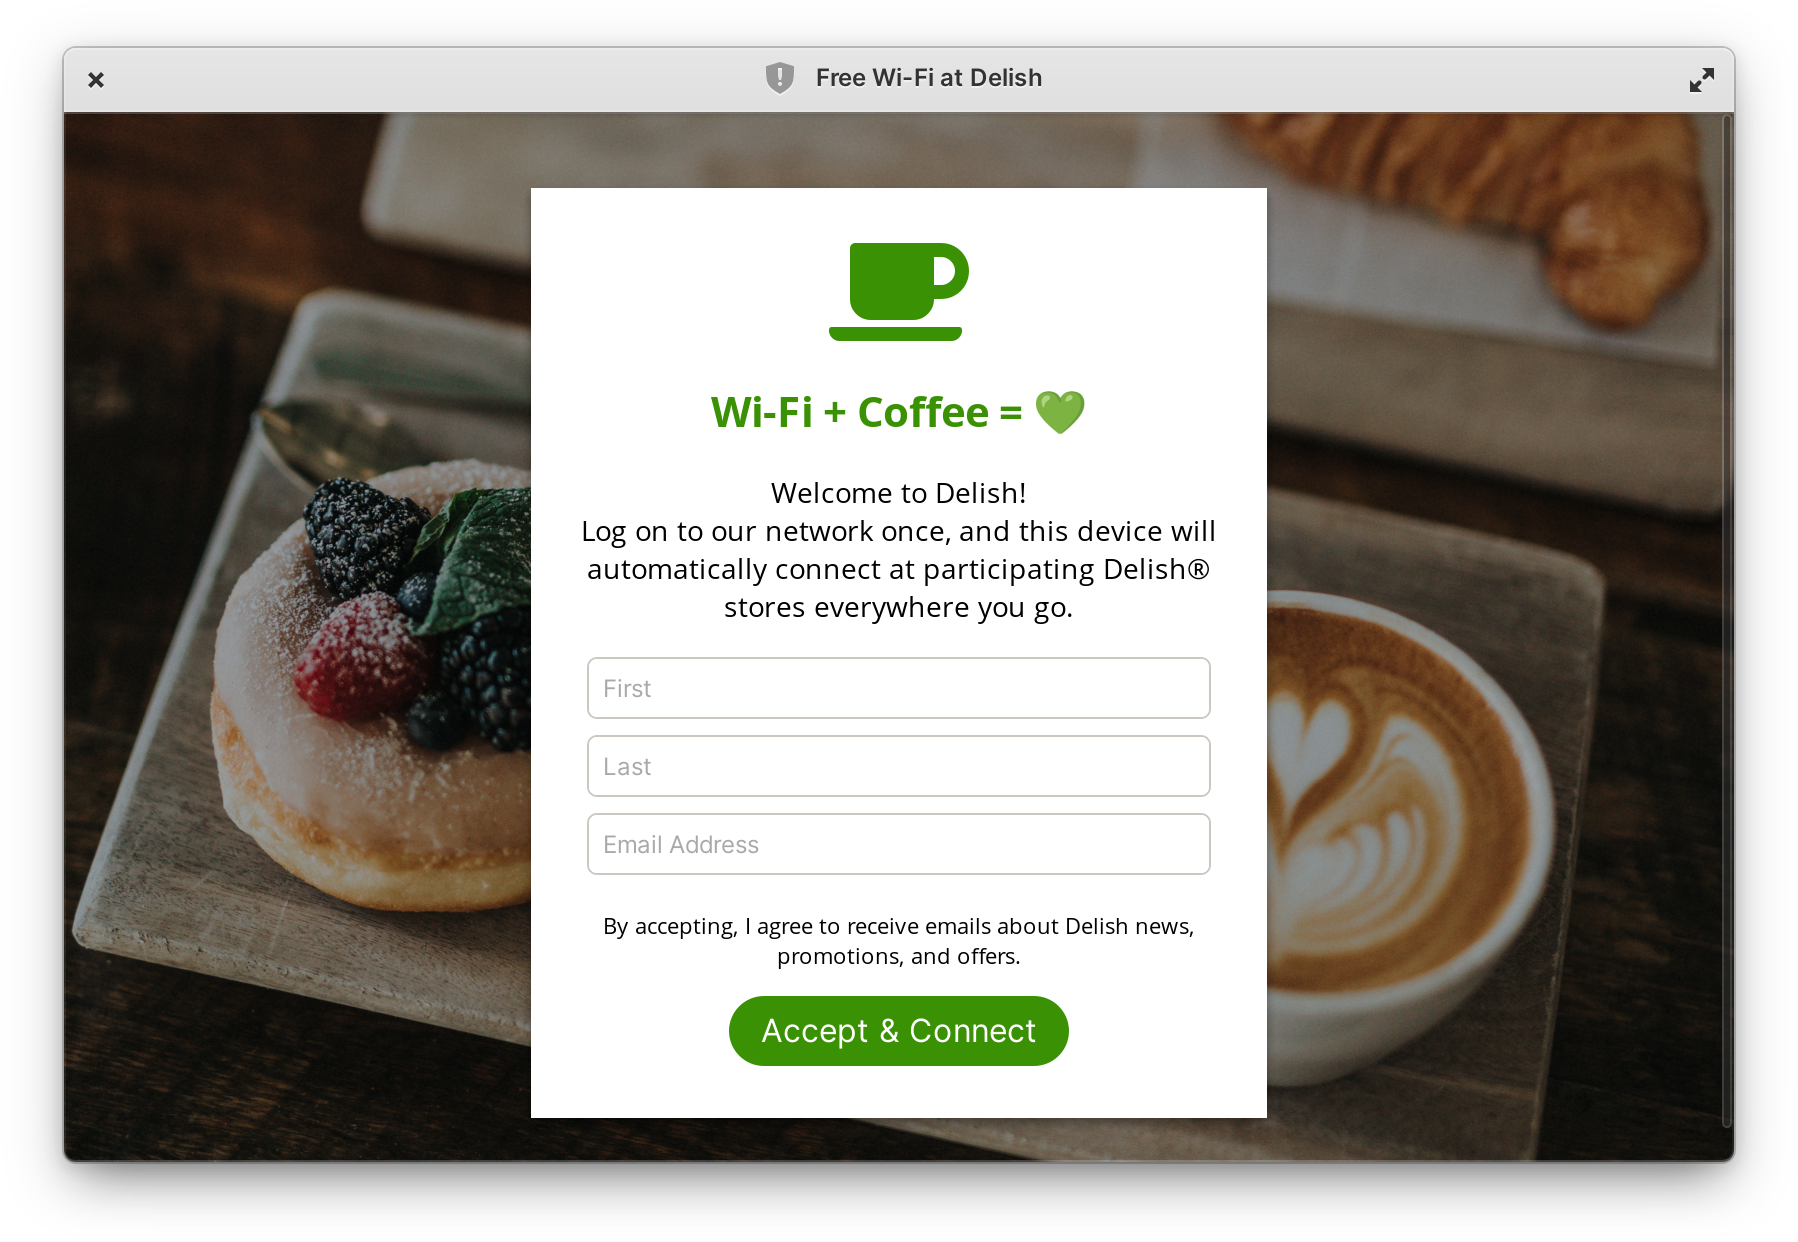 Free Wi-Fi at Delish
Wi-Fi + Coffee = 💚
Welcome to Delish!
Log on to our network once, and this device will
automatically connect at participating Delish®
stores everywhere you go.
First
Last
Email Address
By accepting, I agree to receive emails about Delish news,
promotions, and offers.
Accept & Connect